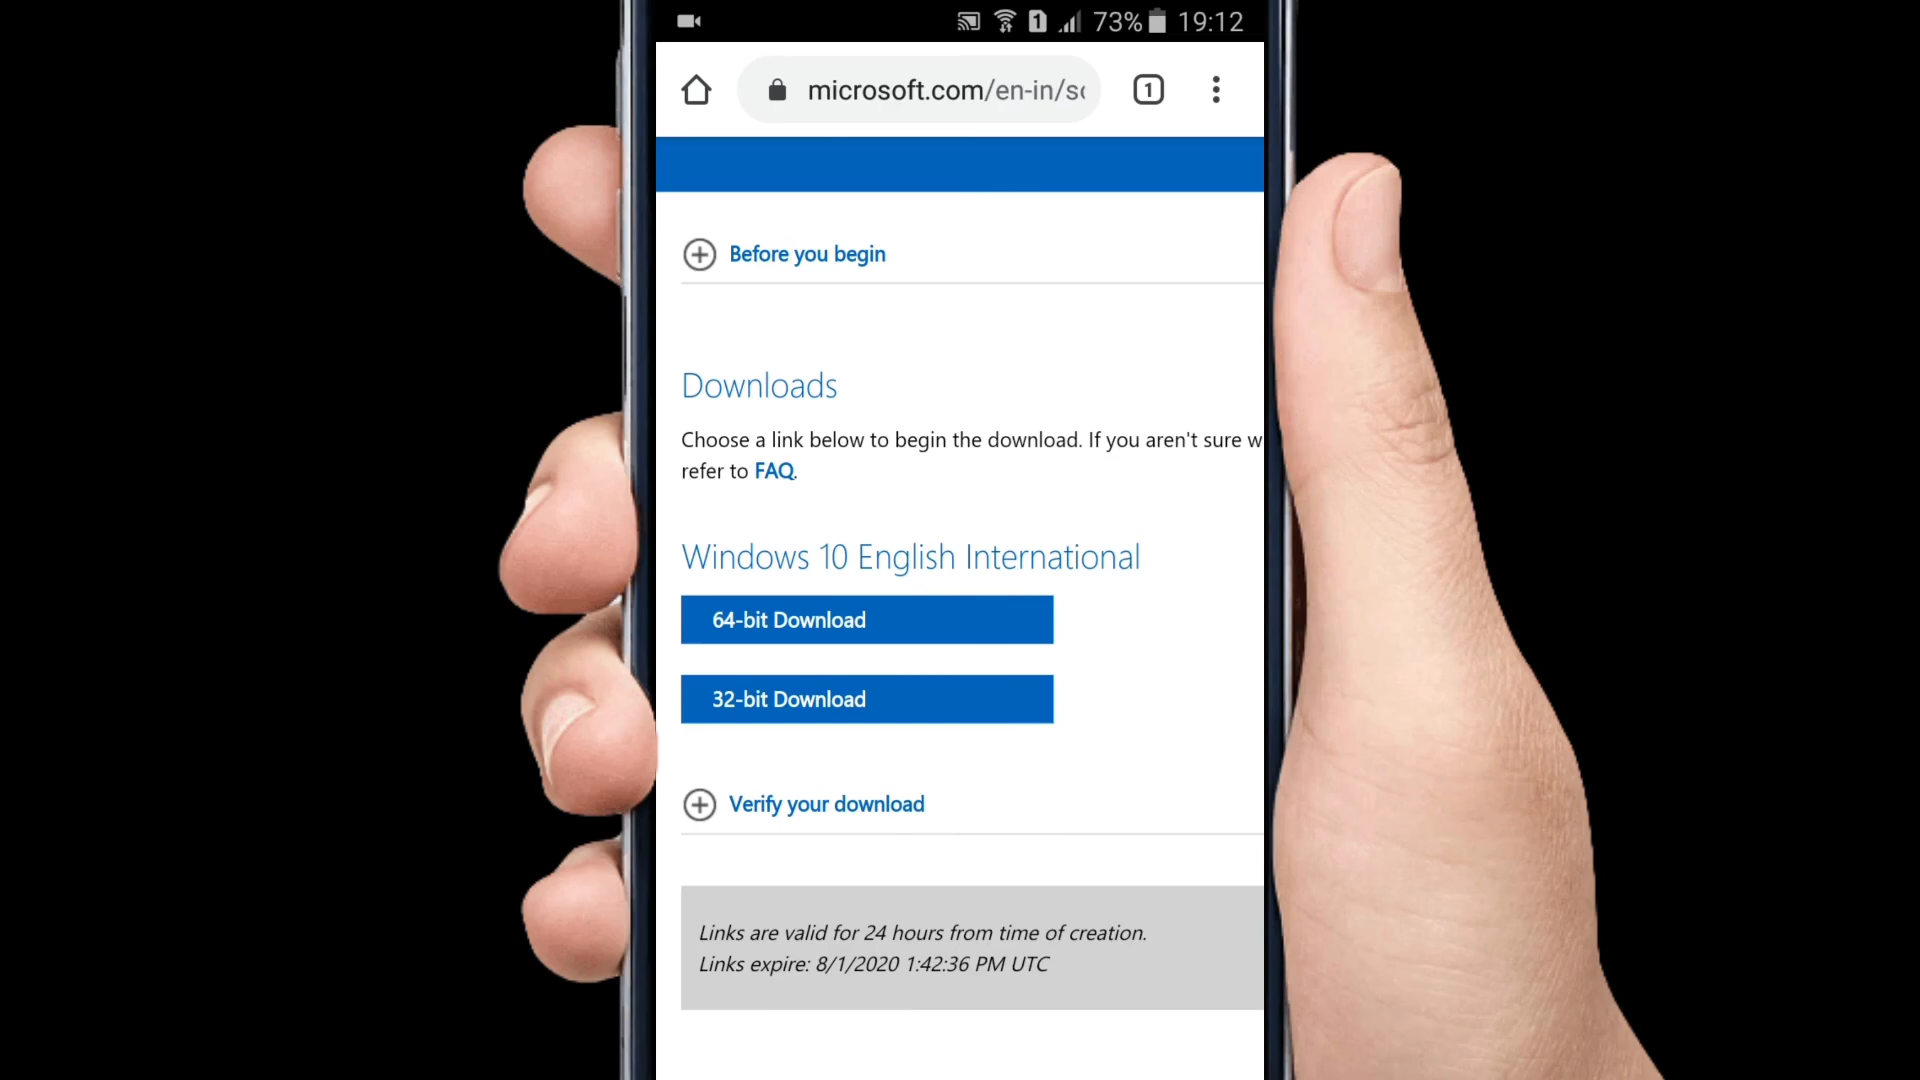 1 73% 19:12
microsoft.com/en-in/so 1
Before you begin
Downloads
Choose a link below to begin the download. If you aren't sure w
refer to FAQ.
Windows 10 English International
64-bit Download
32-bit Download
Verify your download
Links are valid for 24 hours from time of creation.
Links expire: 8/1/2020 1:42:36 PM UTC